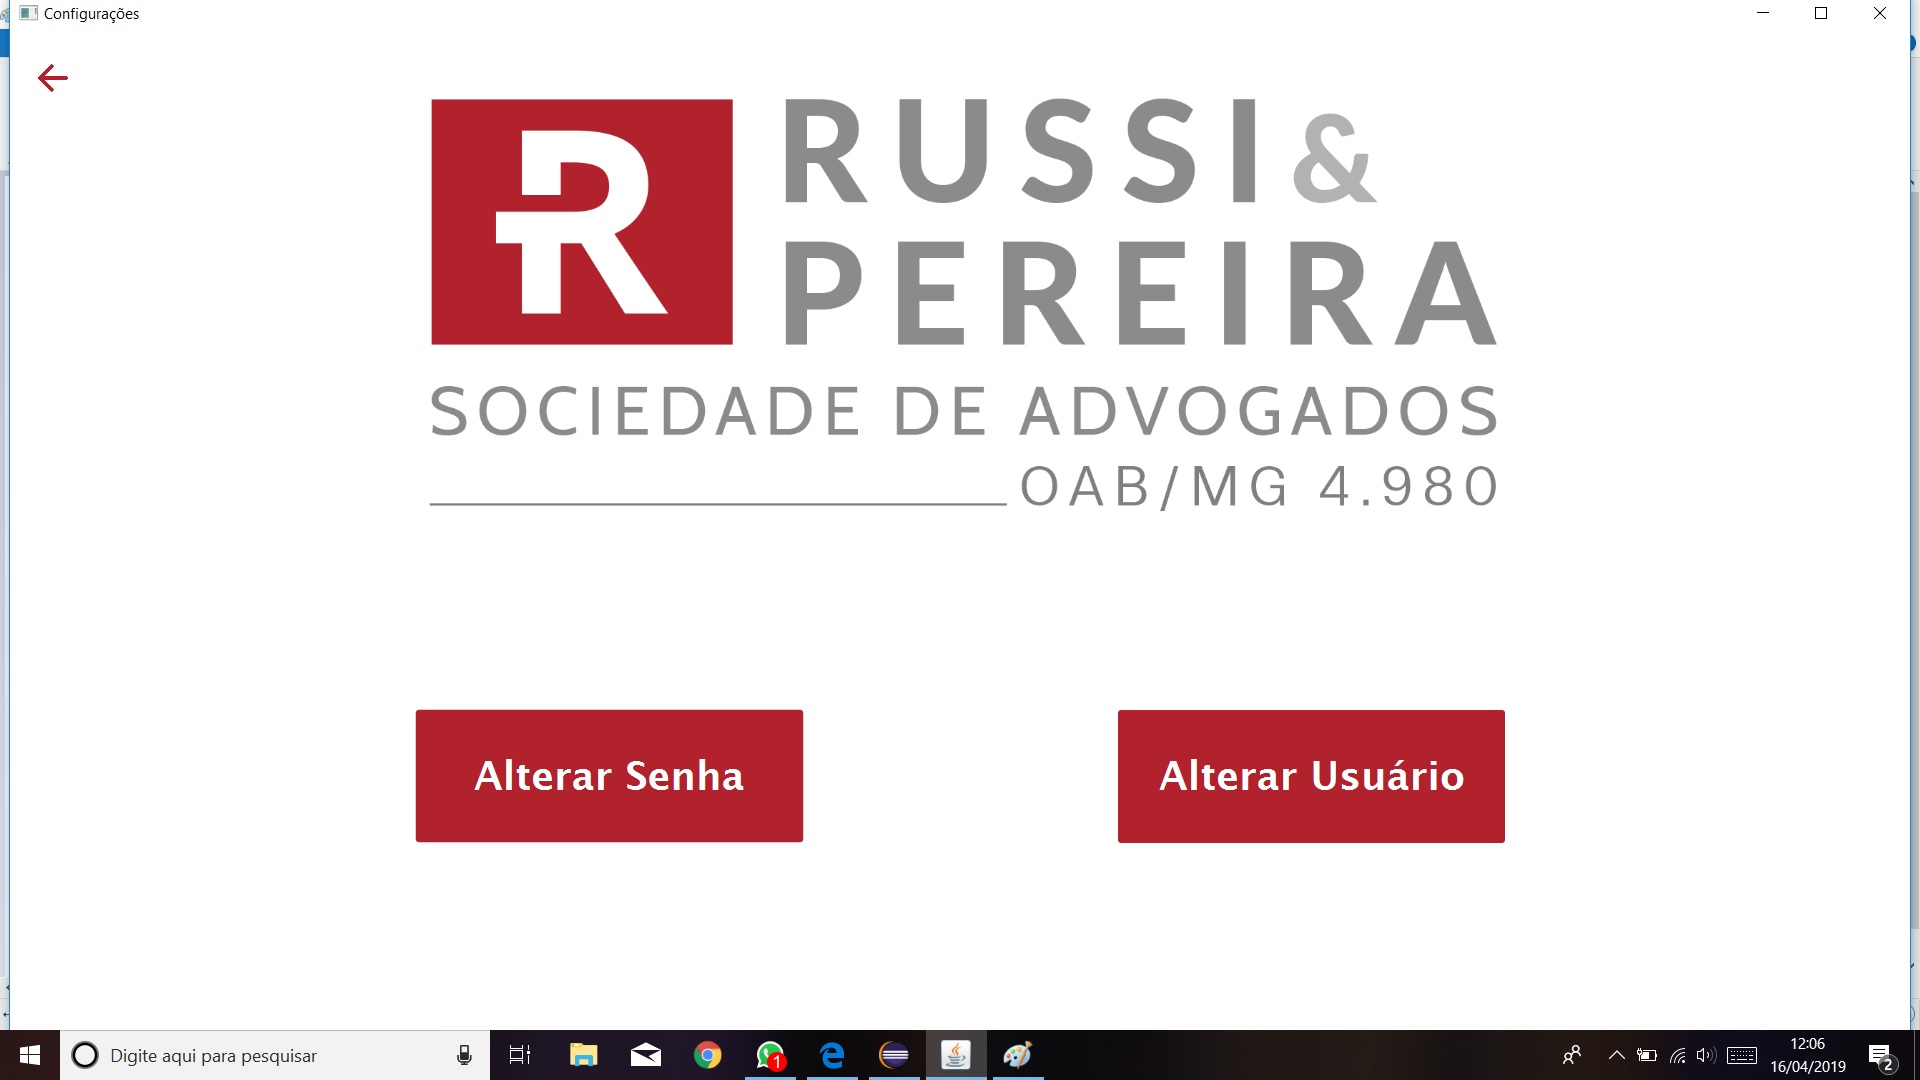 Configurações
R
RUSSI &
PEREIRA
SOCIEDADE DE ADVOGADOS
OAB/MG 4.980
Alterar Senha
Alterar Usuário
Digite aqui para pesquisar
1
12:06
16/04/2019
2